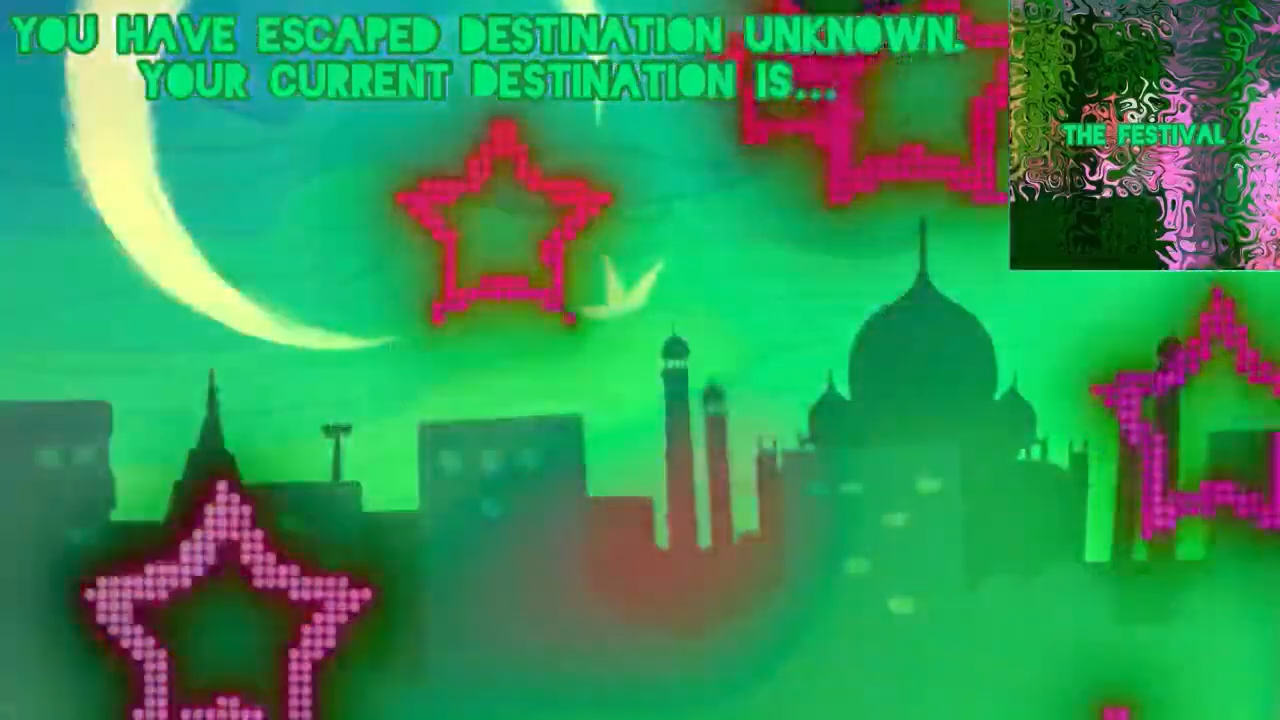 YOU HAVE ESCAPED DESTINATION UNKNOWN.
YOUR CURRENT DESTINATION IS...
THE FESTIVAL